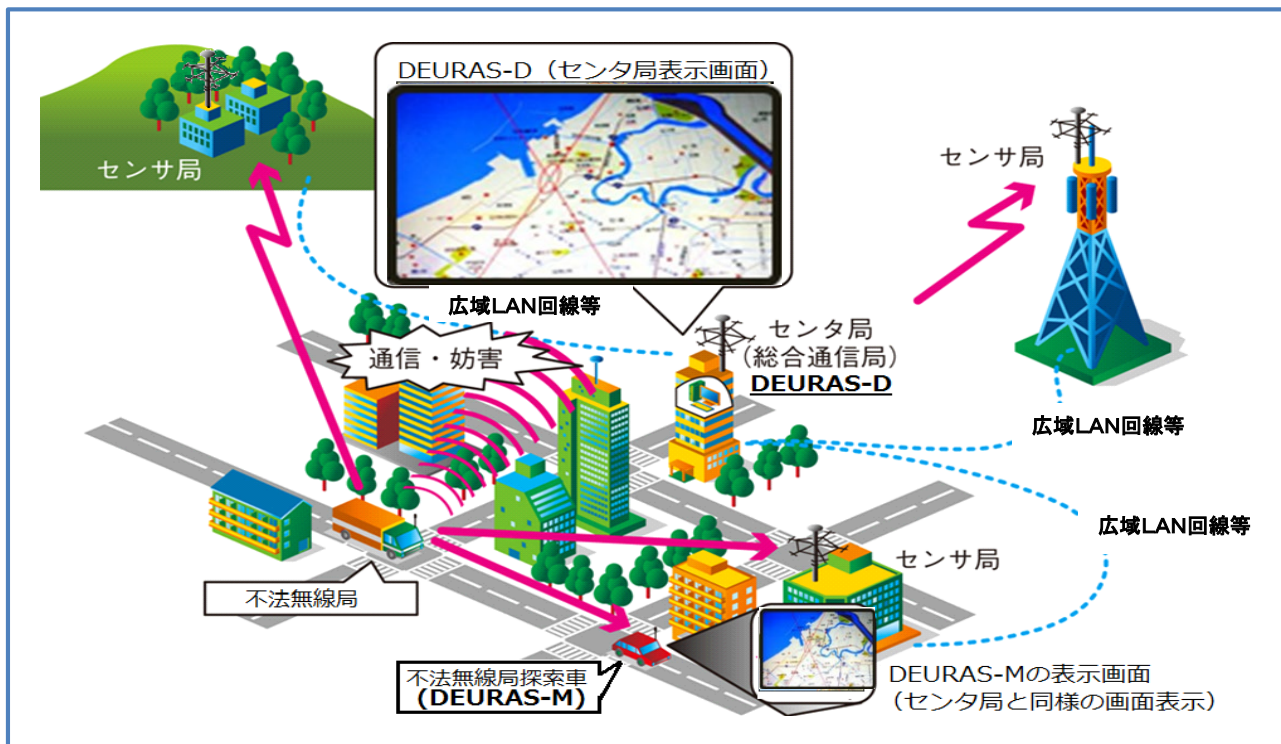 DEURAS-D（センタ局表示画面）
センサ局
センサ局
広域LAN回線等
通信・妨害
センタ局
（総合通信局）
DEURAS-D
広域LAN回線等
広域LAN回線等
センサ局
不法無線局
不法無線局探索車
(DEURAS-M)
DEURAS-Mの表示画面
（センタ局と同様の画面表示）